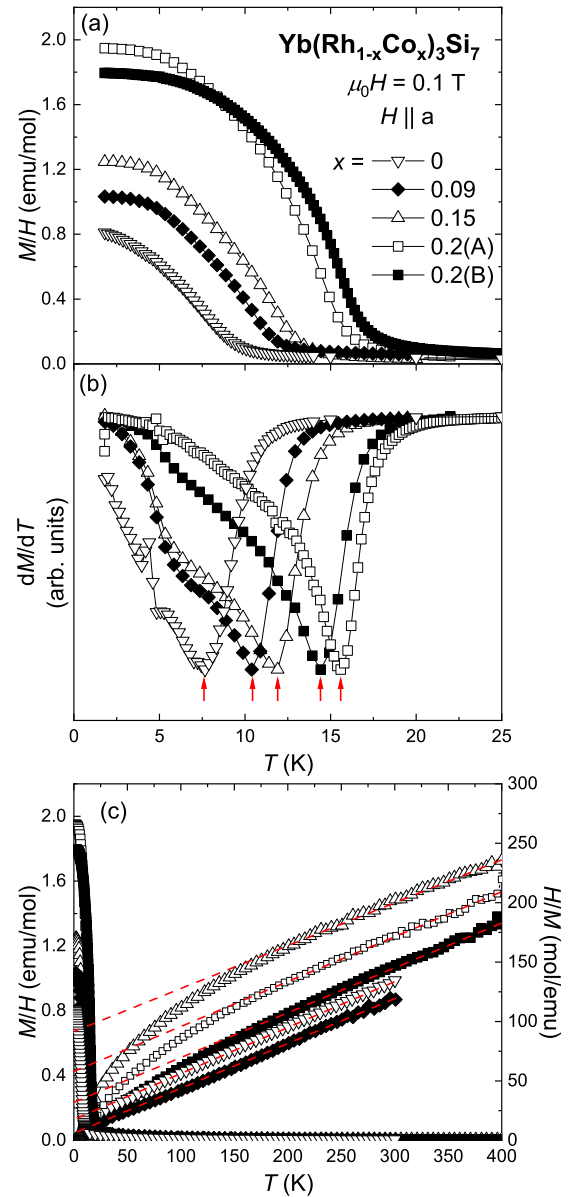 (a)
Yb(Rh1-xCox)3Si7
μ0H = 0.1 T
H || a
x = 0
0.09
0.15
0.2(A)
0.2(B)
2.0
1.6
1.2
0.8
0.4
0.0
M/H (emu/mol)
(b)
dM/dT
(arb. units)
0 5 10 15 20 25
T (K)
(c)
2.0
1.6
1.2
0.8
0.4
0.0
M/H (emu/mol)
300
250
200
150
100
50
0
H/M (mol/emu)
0 50 100 150 200 250 300 350 400
T (K)